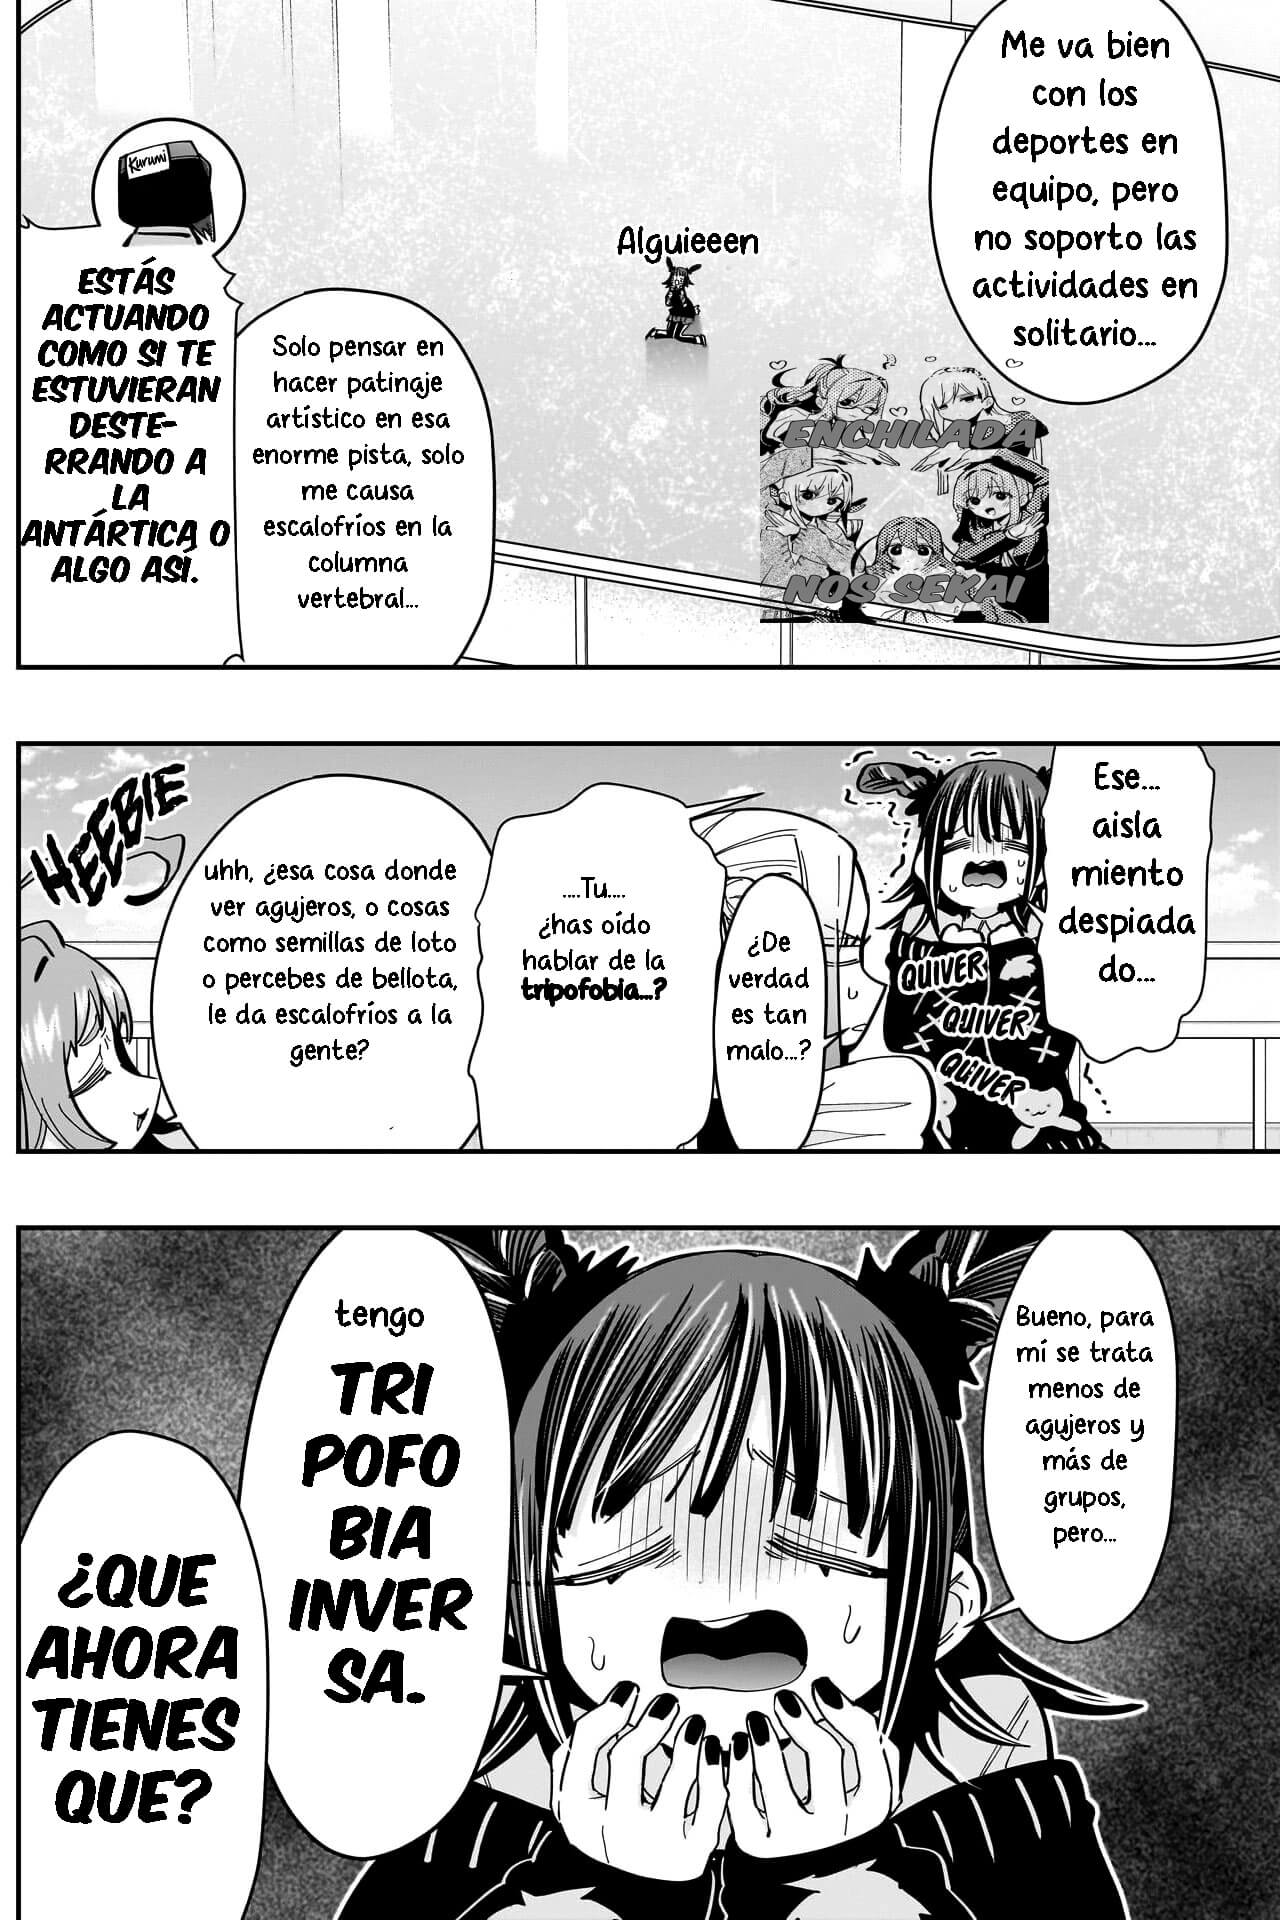 Me va bien
con los
deportes en
equipo, pero
no soporto las
actividades en
solitario...
Alguieeen
ENCHILADA
NOS SEKAI
Solo pensar en
hacer patinaje
artístico en esa
enorme pista, solo
me causa
escalofríos en la
columna
vertebral...
Kurumi
ESTÁS
ACTUANDO
COMO SI TE
ESTUVIERAN
DESTE-
RRANDO A
LA
ANTÁRTICA O
ALGO ASÍ.
Ese...
aisla
miento
despiada
do...
QUIVER
QUIVER
QUIVER
¿De
verdad
es tan
malo...?
....Tu....
¿has oído
hablar de la
tripofobia...?
uhh, ¿esa cosa donde
ver agujeros, o cosas
como semillas de loto
o percebes de bellota,
le da escalofríos a la
gente?
HEEBIE
Bueno, para
mí se trata
menos de
agujeros y
más de
grupos,
pero...
tengo
TRI
POFO
BIA
INVER
SA.
¿QUE
AHORA
TIENES
QUE?